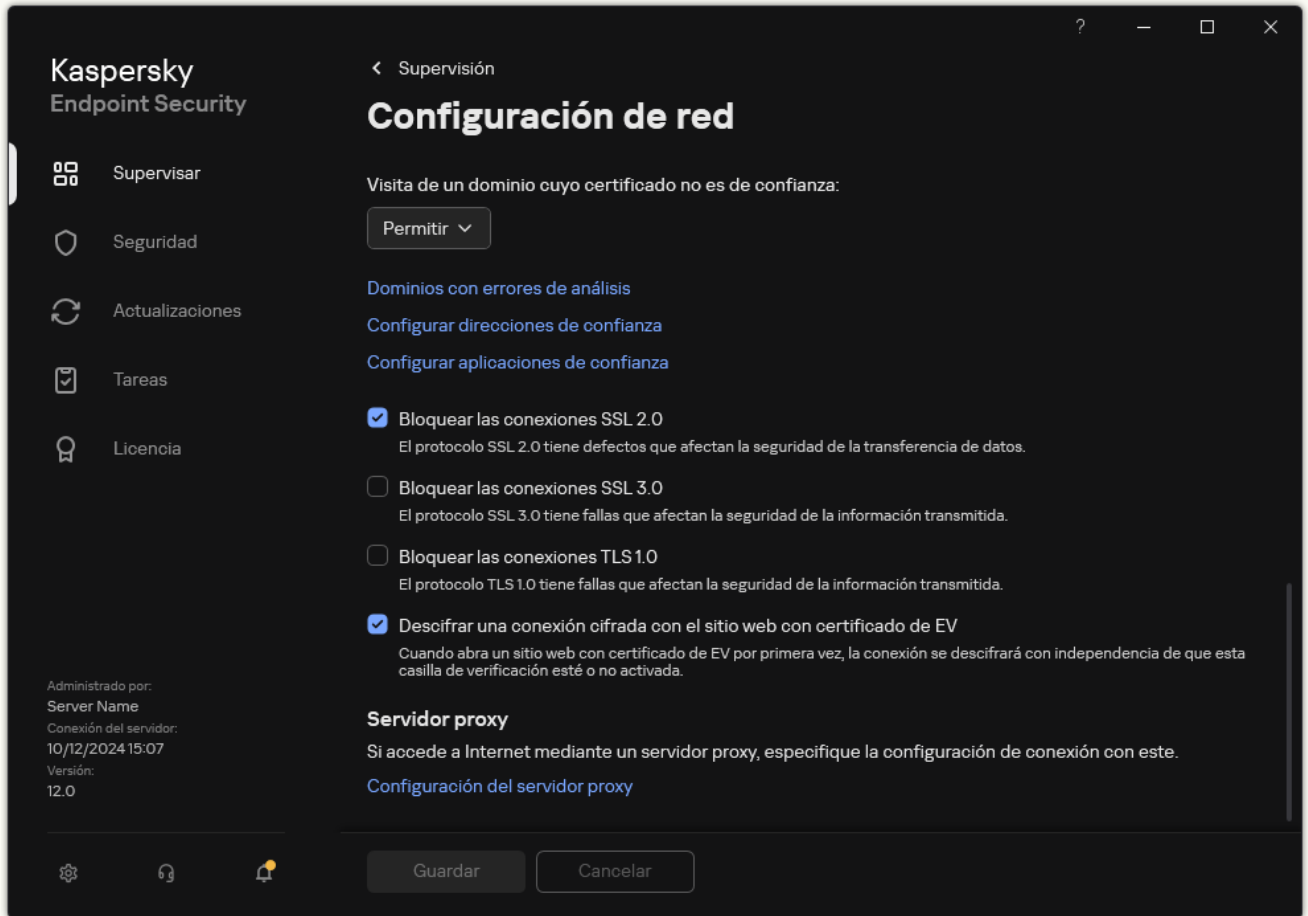 ?
Kaspersky
Endpoint Security
Supervisar
Seguridad
Actualizaciones
Tareas
Licencia
Administrado por:
Server Name
Conexión del servidor:
10/12/2024 15:07
Versión:
12.0
Supervisión
Configuración de red
Visita de un dominio cuyo certificado no es de confianza:
Permitir
Dominios con errores de análisis
Configurar direcciones de confianza
Configurar aplicaciones de confianza
Bloquear las conexiones SSL 2.0
El protocolo SSL 2.0 tiene defectos que afectan la seguridad de la transferencia de datos.
Bloquear las conexiones SSL 3.0
El protocolo SSL 3.0 tiene fallas que afectan la seguridad de la información transmitida.
Bloquear las conexiones TLS 1.0
El protocolo TLS 1.0 tiene fallas que afectan la seguridad de la información transmitida.
Descifrar una conexión cifrada con el sitio web con certificado de EV
Cuando abra un sitio web con certificado de EV por primera vez, la conexión se descifrará con independencia de que esta
casilla de verificación esté o no activada.
Servidor proxy
Si accede a Internet mediante un servidor proxy, especifique la configuración de conexión con este.
Configuración del servidor proxy
Guardar
Cancelar